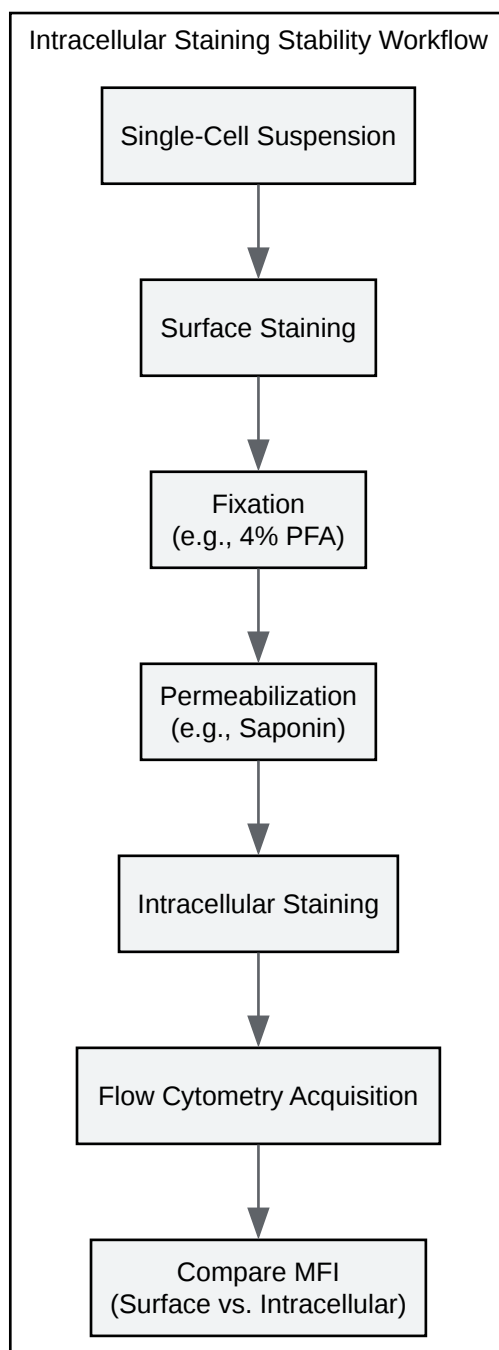 Intracellular Staining Stability Workflow
Single-Cell Suspension
Surface Staining
Fixation
(e.g., 4% PFA)
Permeabilization
(e.g., Saponin)
Intracellular Staining
Flow Cytometry Acquisition
Compare MFI
(Surface vs. Intracellular)